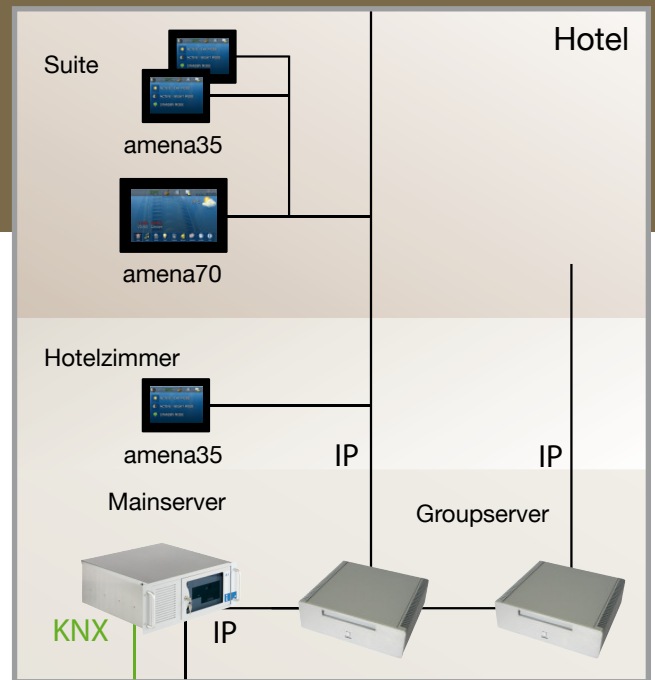 Hotel
Suite
amena35
amena70
Hotelzimmer
amena35
IP
IP
Mainserver
Groupserver
KNX
IP